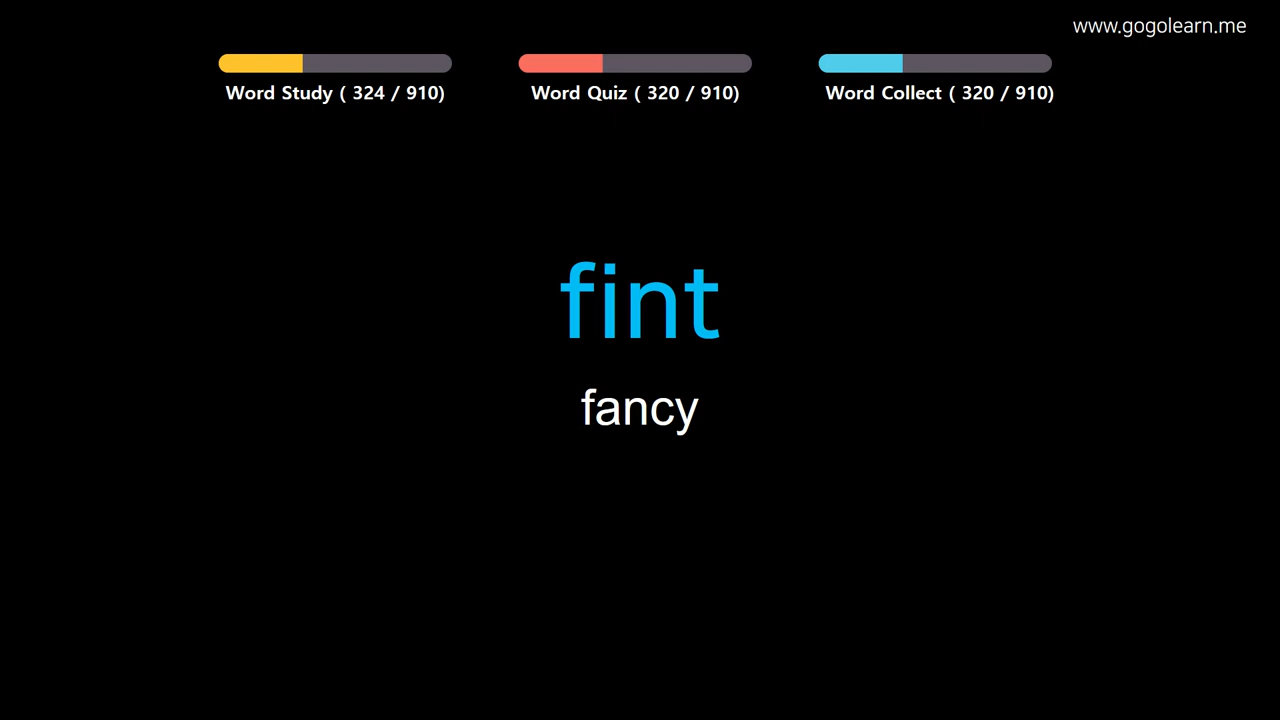 www.gogolearn.me
Word Study ( 324 / 910)
Word Quiz ( 320 / 910)
Word Collect ( 320 / 910)
fint
fancy